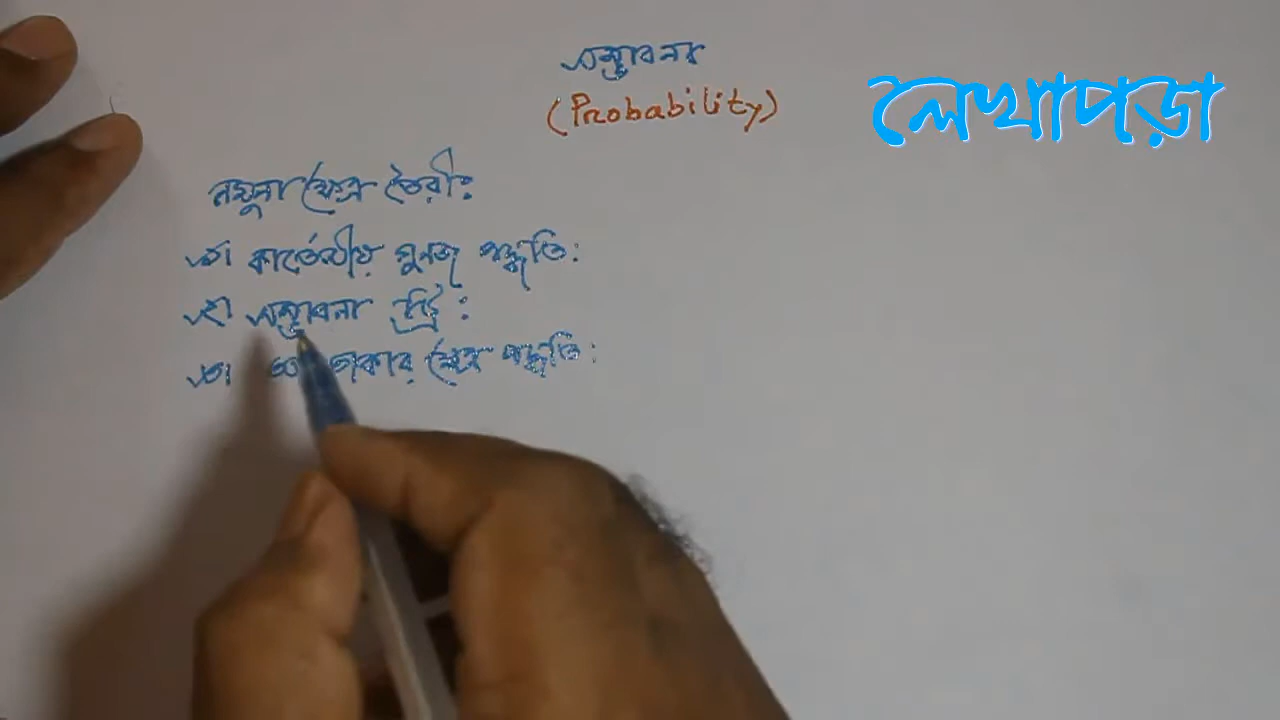 সম্ভাবনা
(Probability)
লেখাপড়া
নমুনা ক্ষেত্র তৈরীঃ
১। কার্তেসীয় গুনজ পদ্ধতি:
২। সম্ভাবনা ট্রি:
৩। ক্ষেত্র পদ্ধতি: